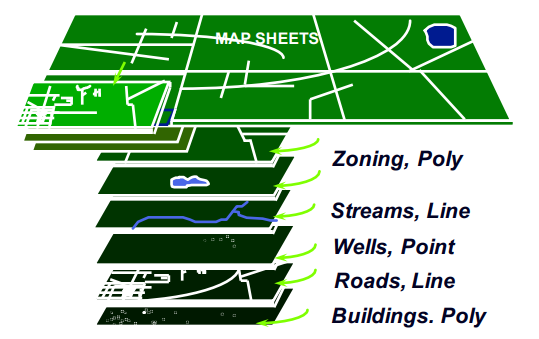 MAP SHEETS
Zoning, Poly
Streams, Line
Wells, Point
Roads, Line
Buildings. Poly